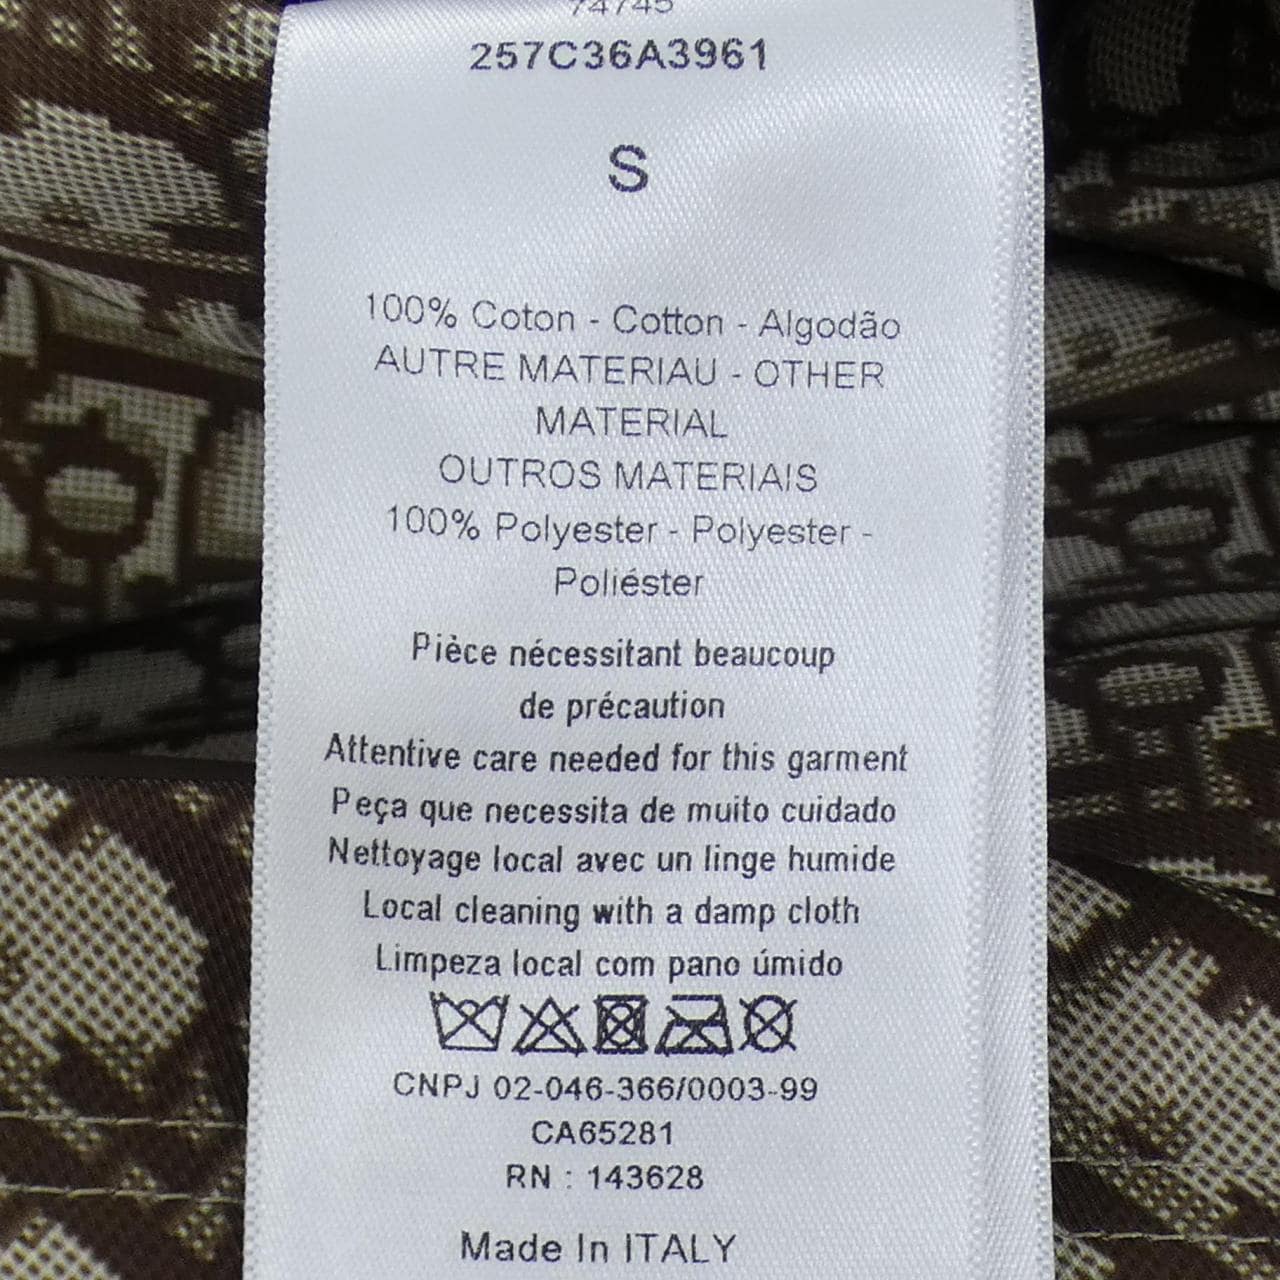 74745
257C36A3961
S
100% Coton - Cotton - Algodão
AUTRE MATERIAU - OTHER
MATERIAL
OUTROS MATERIAIS
100% Polyester - Polyester -
Poliéster
Pièce nécessitant beaucoup
de précaution
Attentive care needed for this garment
Peça que necessita de muito cuidado
Nettoyage local avec un linge humide
Local cleaning with a damp cloth
Limpeza local com pano úmido
CNPJ 02-046-366/0003-99
CA65281
RN : 143628
Made In ITALY